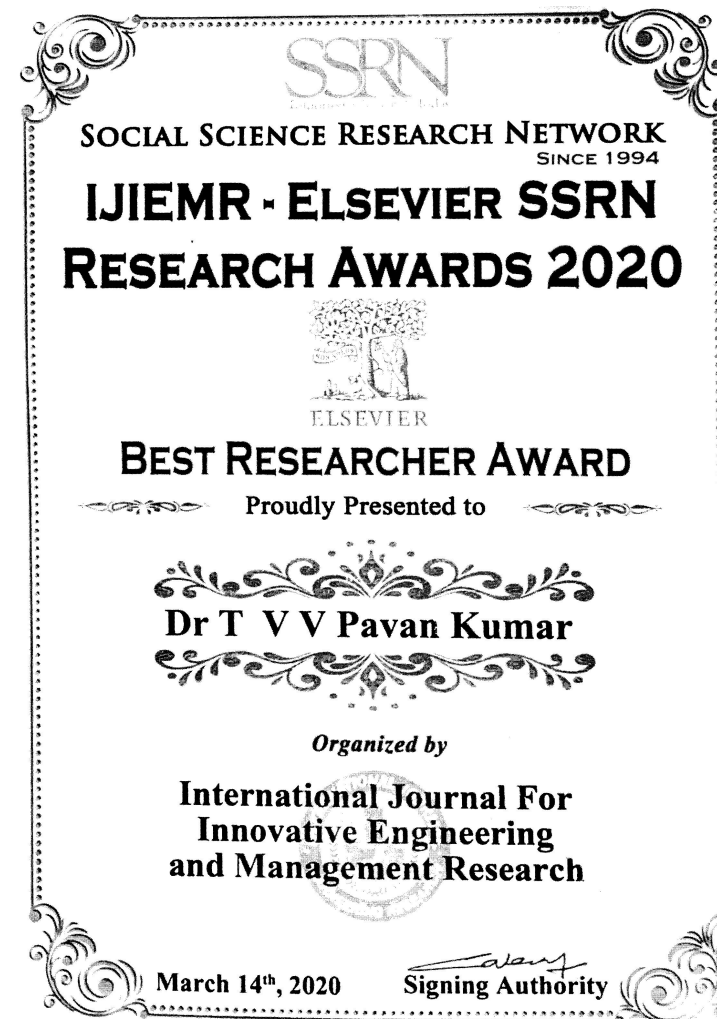 SSRN
SOCIAL SCIENCE RESEARCH NETWORK
SINCE 1994
IJIEMR - ELSEVIER SSRN
RESEARCH AWARDS 2020
ELSEVIER
BEST RESEARCHER AWARD
Proudly Presented to
Dr T V V Pavan Kumar
Organized by
International Journal For
Innovative Engineering
and Management Research
March 14th, 2020
Signing Authority